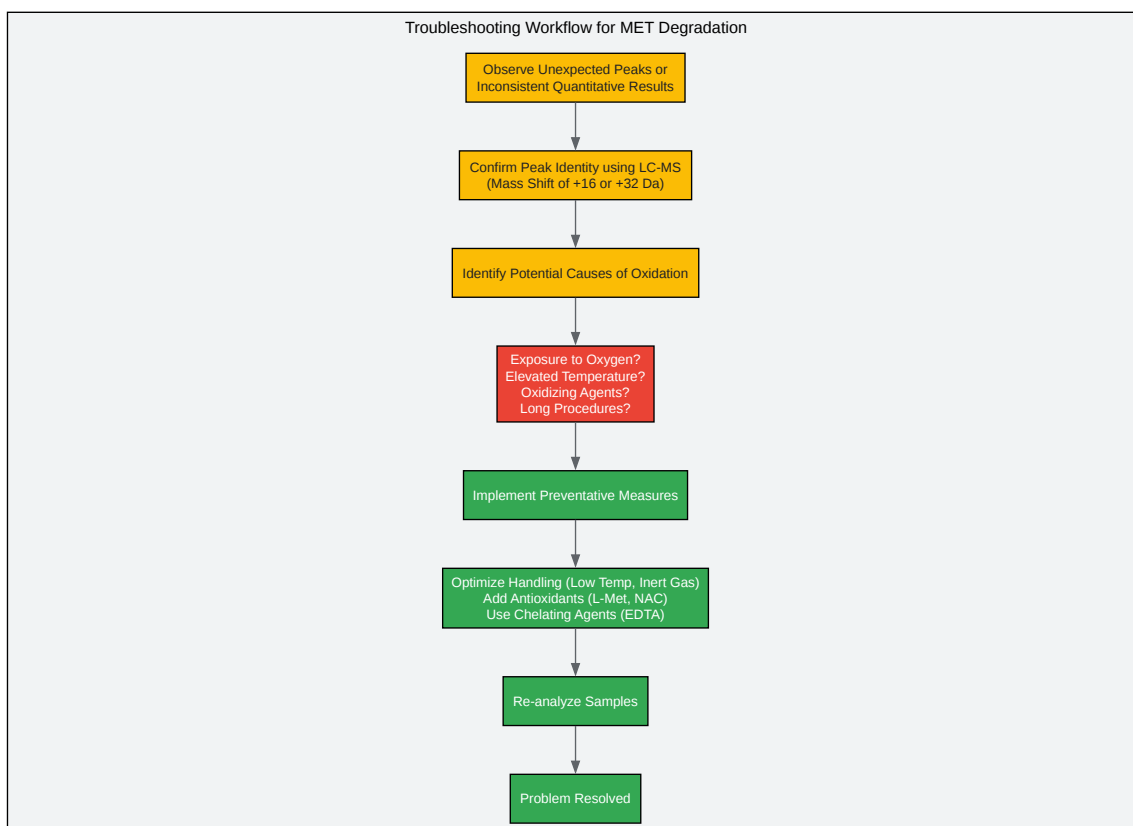 Troubleshooting Workflow for MET Degradation
Observe Unexpected Peaks or
Inconsistent Quantitative Results
Confirm Peak Identity using LC-MS
(Mass Shift of +16 or +32 Da)
Identify Potential Causes of Oxidation
Exposure to Oxygen?
Elevated Temperature?
Oxidizing Agents?
Long Procedures?
Implement Preventative Measures
Optimize Handling (Low Temp, Inert Gas)
Add Antioxidants (L-Met, NAC)
Use Chelating Agents (EDTA)
Re-analyze Samples
Problem Resolved